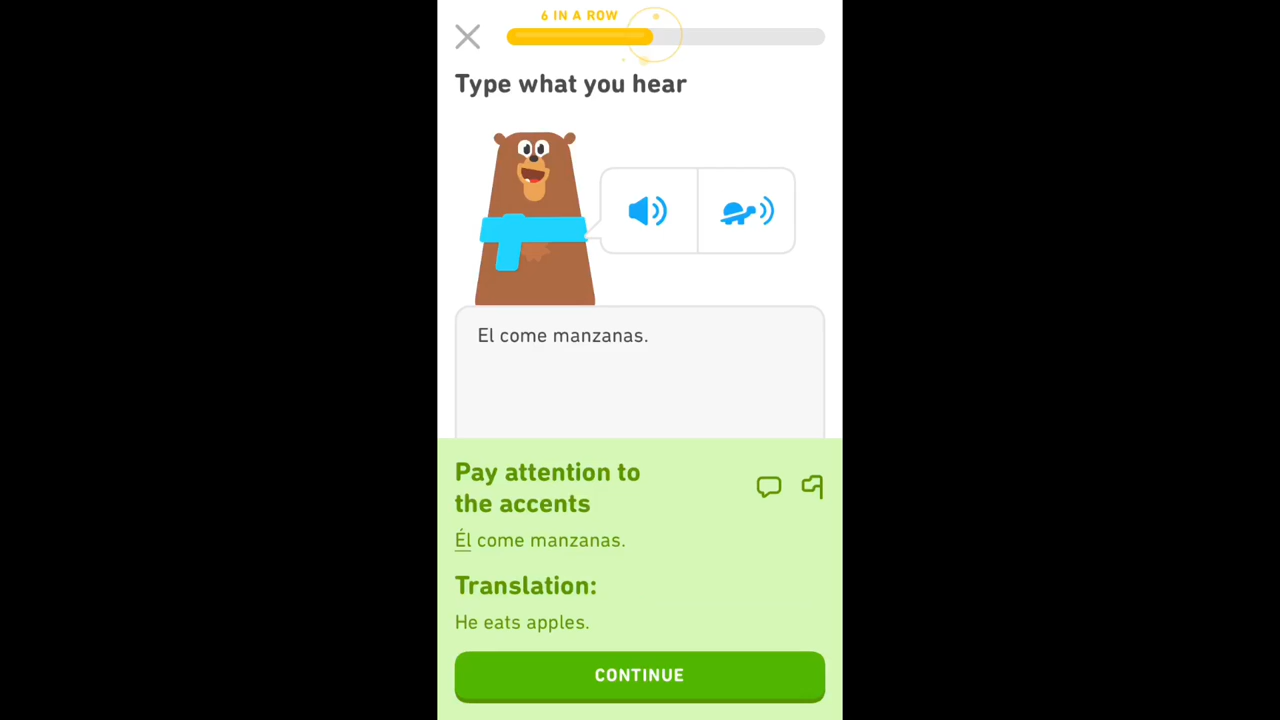 6 IN A ROW
Type what you hear
El come manzanas.
Pay attention to
the accents
Él come manzanas.
Translation:
He eats apples.
CONTINUE